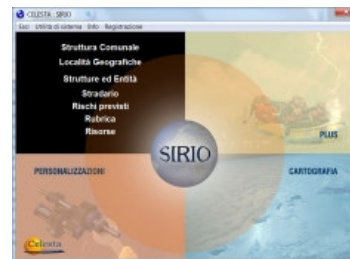 CELESTA - SIRIO
Esci Utilità di sistema Info Registrazione
Struttura Comunale
Località Geografiche
Strutture ed Entità
Stradario
Rischi previsti
Rubrica
Risorse
PLUS
SIRIO
PERSONALIZZAZIONI
CARTOGRAFIA
Celesta